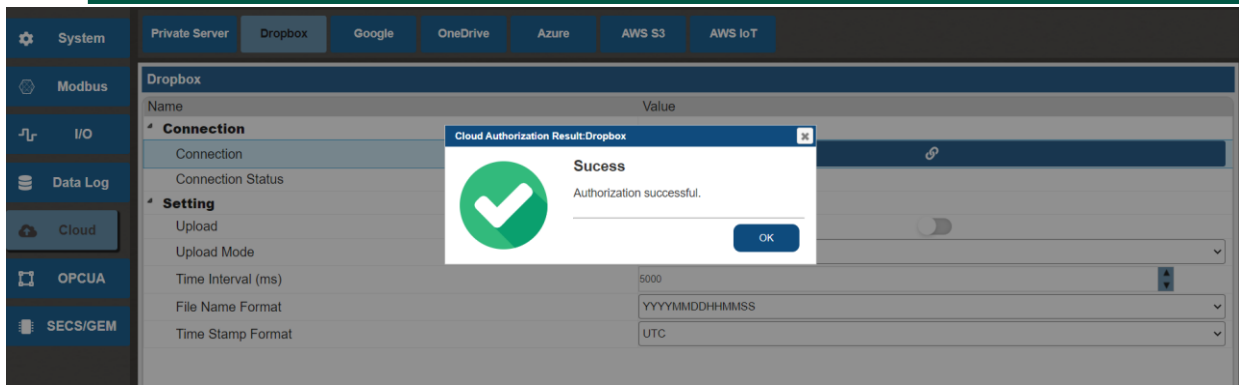 System
Private Server Dropbox Google OneDrive Azure AWS S3 AWS IoT
Modbus
Dropbox
Name Value
I/O
Connection
Cloud Authorization Result:Dropbox
Connection
Sucess
Data Log
Connection Status
Authorization successful.
Setting
Cloud
Upload
OK
Upload Mode
OPCUA
Time Interval (ms) 5000
File Name Format YYYYMMDDHHMMSS
SECS/GEM
Time Stamp Format UTC